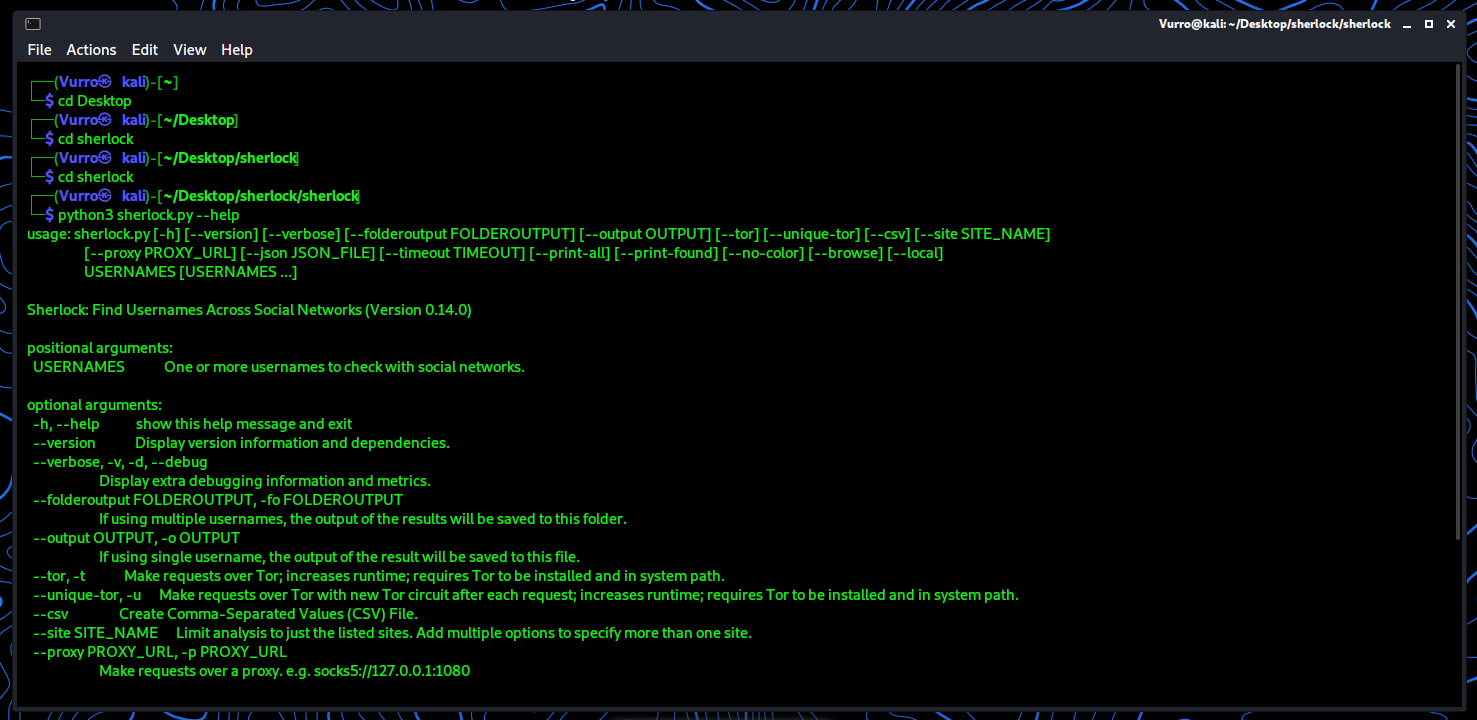 Vurro@kali:~/Desktop/sherlock/sherlock
File Actions Edit View Help
(Vurro㉿ kali)-[~]
$ cd Desktop
(Vurro㉿ kali)-[~/Desktop]
$ cd sherlock
(Vurro㉿ kali)-[~/Desktop/sherlock]
$ cd sherlock
(Vurro㉿ kali)-[~/Desktop/sherlock/sherlock]
$ python3 sherlock.py --help
usage: sherlock.py [-h] [--version] [--verbose] [--folderoutput FOLDEROUTPUT] [--output OUTPUT] [--tor] [--unique-tor] [--csv] [--site SITE_NAME]
[--proxy PROXY_URL] [--json JSON_FILE] [--timeout TIMEOUT] [--print-all] [--print-found] [--no-color] [--browse] [--local]
USERNAMES [USERNAMES ...]
Sherlock: Find Usernames Across Social Networks (Version 0.14.0)
positional arguments:
USERNAMES One or more usernames to check with social networks.
optional arguments:
-h, --help show this help message and exit
--version Display version information and dependencies.
--verbose, -v, -d, --debug
Display extra debugging information and metrics.
--folderoutput FOLDEROUTPUT, -fo FOLDEROUTPUT
If using multiple usernames, the output of the results will be saved to this folder.
--output OUTPUT, -o OUTPUT
If using single username, the output of the result will be saved to this file.
--tor, -t Make requests over Tor; increases runtime; requires Tor to be installed and in system path.
--unique-tor, -u Make requests over Tor with new Tor circuit after each request; increases runtime; requires Tor to be installed and in system path.
--csv Create Comma-Separated Values (CSV) File.
--site SITE_NAME Limit analysis to just the listed sites. Add multiple options to specify more than one site.
--proxy PROXY_URL, -p PROXY_URL
Make requests over a proxy. e.g. socks5://127.0.0.1:1080